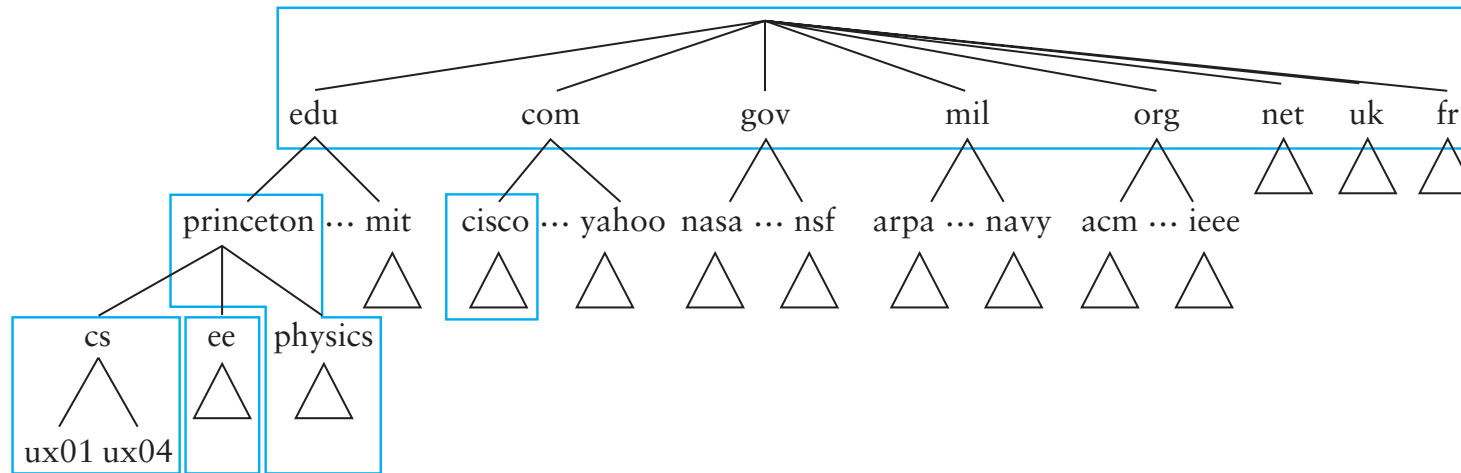 edu com gov mil org net uk fr
princeton ... mit cisco ... yahoo nasa ... nsf arpa ... navy acm ... ieee
cs ee physics
ux01 ux04